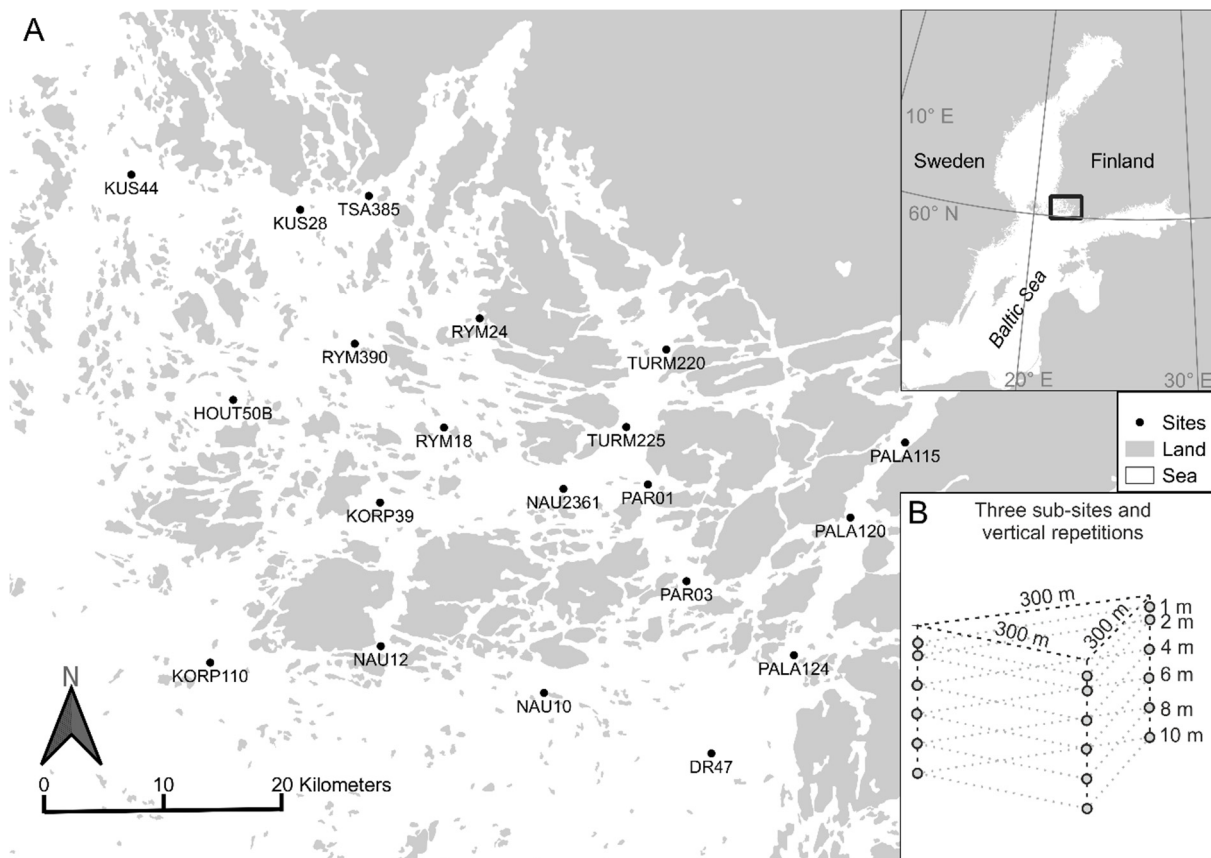 A
KUS44
KUS28
TSA385
RYM24
RYM390
TURM220
HOUT50B
RYM18
TURM225
PALA115
NAU2361
PAR01
KORP39
PALA120
PAR03
NAU12
PALA124
KORP110
NAU10
DR47
N
0 10 20 Kilometers
10° E
Sweden
Finland
60° N
Baltic Sea
20° E
30° E
Sites
Land
Sea
B
Three sub-sites and
vertical repetitions
300 m
300 m
300 m
1 m
2 m
4 m
6 m
8 m
10 m